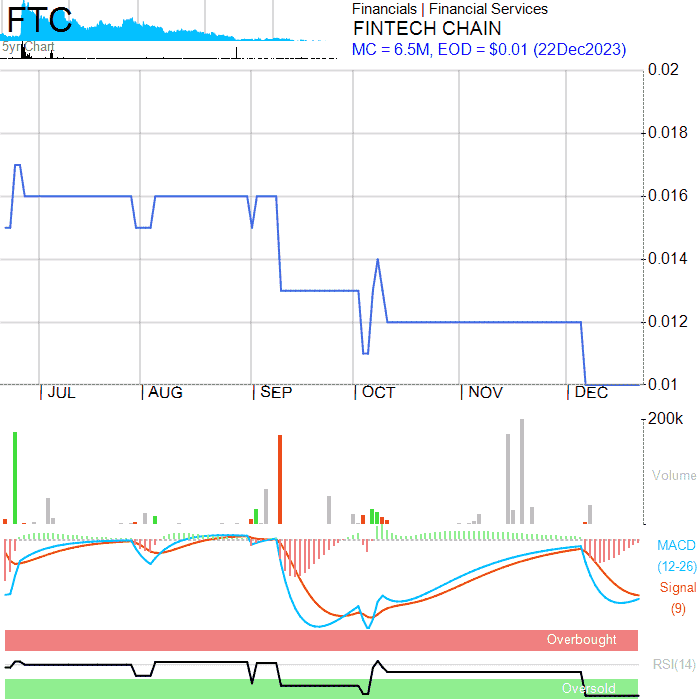 FTC
5yr Chart
Financials | Financial Services
FINTECH CHAIN
MC = 6.5M, EOD = $0.01 (22Dec2023)
0.02
0.018
0.016
0.014
0.012
0.01
JUL AUG SEP OCT NOV DEC
200k
Volume
MACD
(12-26)
Signal
(9)
Overbought
RSI(14)
Oversold